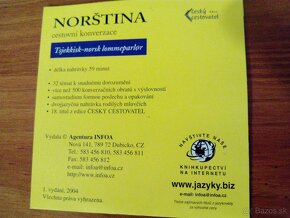 NORŠTINA
cestovní konverzace
Tsjekkisk-norsk lommeparlør
český
cestovatel
• délka nahrávky 59 minut
• 32 témat k snadnému dorozumění
• více než 500 konverzačních obratů s výslovností
• samostudium formou poslechu a opakování
• dvojjazyčná nahrávka rodilých mluvčích
• 18. titul z edice ČESKÝ CESTOVATEL
Vydala © Agentura INFOA
Nová 141, 789 72 Dubicko, CZ
Tel.: 583 456 810, 583 456 812
Fax: 583 456 811
e-mail: infoa@infoa.cz
http://www.infoa.cz
1. vydání, 2004
Všechna práva vyhrazena.
NAVŠTIVTE NAŠE
KNIHKUPECTVÍ
NA INTERNETU
www.jazyky.biz
e-mail: infoa@infoa.cz